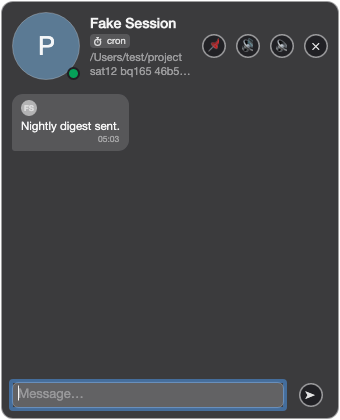 P
Fake Session
cron
/Users/test/project
sat12 bq165 46b5…
FS
Nightly digest sent.
05:03
Message…